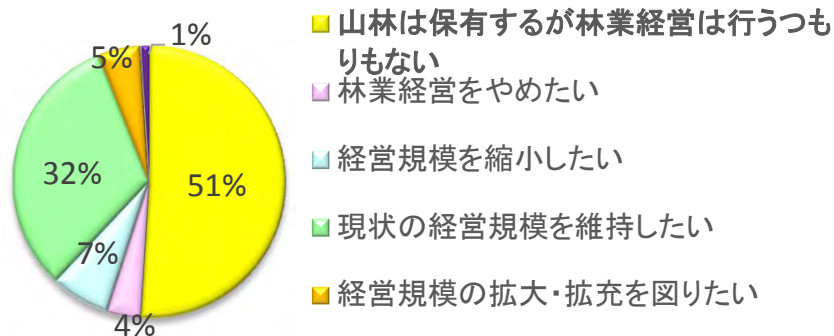 1%
5%
32%
51%
7%
4%
山林は保有するが林業経営は行うつも
りもない
林業経営をやめたい
経営規模を縮小したい
現状の経営規模を維持したい
経営規模の拡大・拡充を図りたい